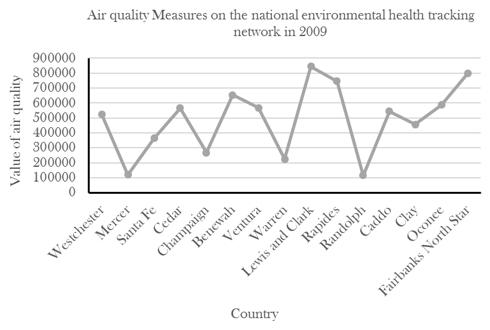 Air quality Measures on the national environmental health tracking
network in 2009
Value of air quality
900000
800000
700000
600000
500000
400000
300000
200000
100000
0
Westchester
Mercer
Santa Fe
Cedar
Champaign
Benewah
Ventura
Warren
Lewis and Clark
Rapides
Randolph
Caddo
Clay
Oconee
Fairbanks North Star
Country